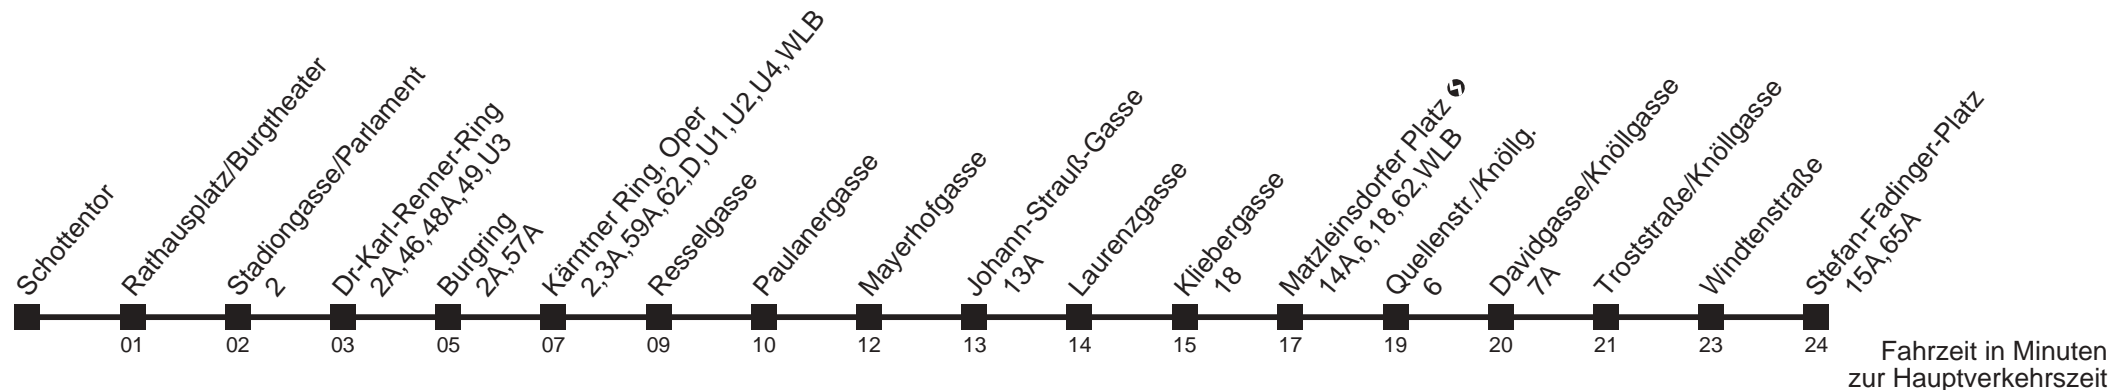 Schottentor
Rathausplatz/Burgtheater
Stadiongasse/Parlament
2
Dr-Karl-Renner-Ring
2A,46,48A,49,U3
Burgring
2A,57A
Kärntner Ring, Oper
2,3A,59A,62,D,U1,U2,U4,WLB
Resselgasse
Paulanergasse
Mayerhofgasse
Johann-Strauß-Gasse
13A
Laurenzgasse
Kliebergasse
18
Matzleinsdorfer Platz
14A,6,18,62,WLB
Quellenstr./Knöllg.
6
Davidgasse/Knöllgasse
7A
Troststraße/Knöllgasse
Windtenstraße
Stefan-Fadinger-Platz
15A,65A
01 02 03 05 07 09 10 12 13 14 15 17 19 20 21 23 24
Fahrzeit in Minuten
zur Hauptverkehrszeit